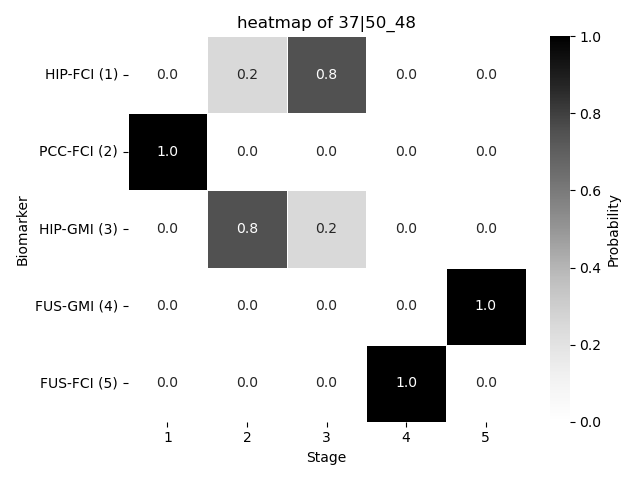 heatmap of 37|50_48
Biomarker
HIP-FCI (1) 0.0 0.2 0.8 0.0 0.0
PCC-FCI (2) 1.0 0.0 0.0 0.0 0.0
HIP-GMI (3) 0.0 0.8 0.2 0.0 0.0
FUS-GMI (4) 0.0 0.0 0.0 0.0 1.0
FUS-FCI (5) 0.0 0.0 0.0 1.0 0.0
1 2 3 4 5
Stage
1.0
0.8
0.6
0.4
0.2
0.0
Probability